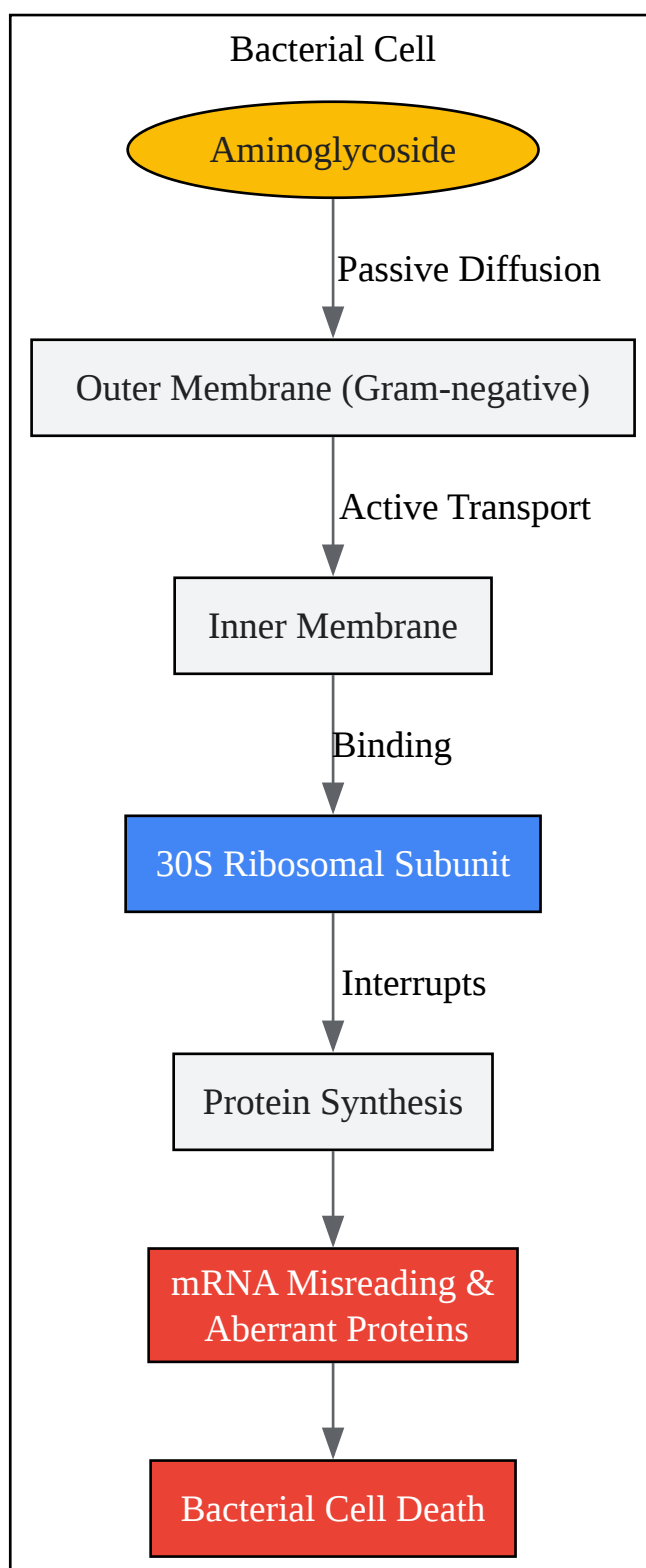 Bacterial Cell
Aminoglycoside
Passive Diffusion
Outer Membrane (Gram-negative)
Active Transport
Inner Membrane
Binding
30S Ribosomal Subunit
Interrupts
Protein Synthesis
mRNA Misreading &
Aberrant Proteins
Bacterial Cell Death